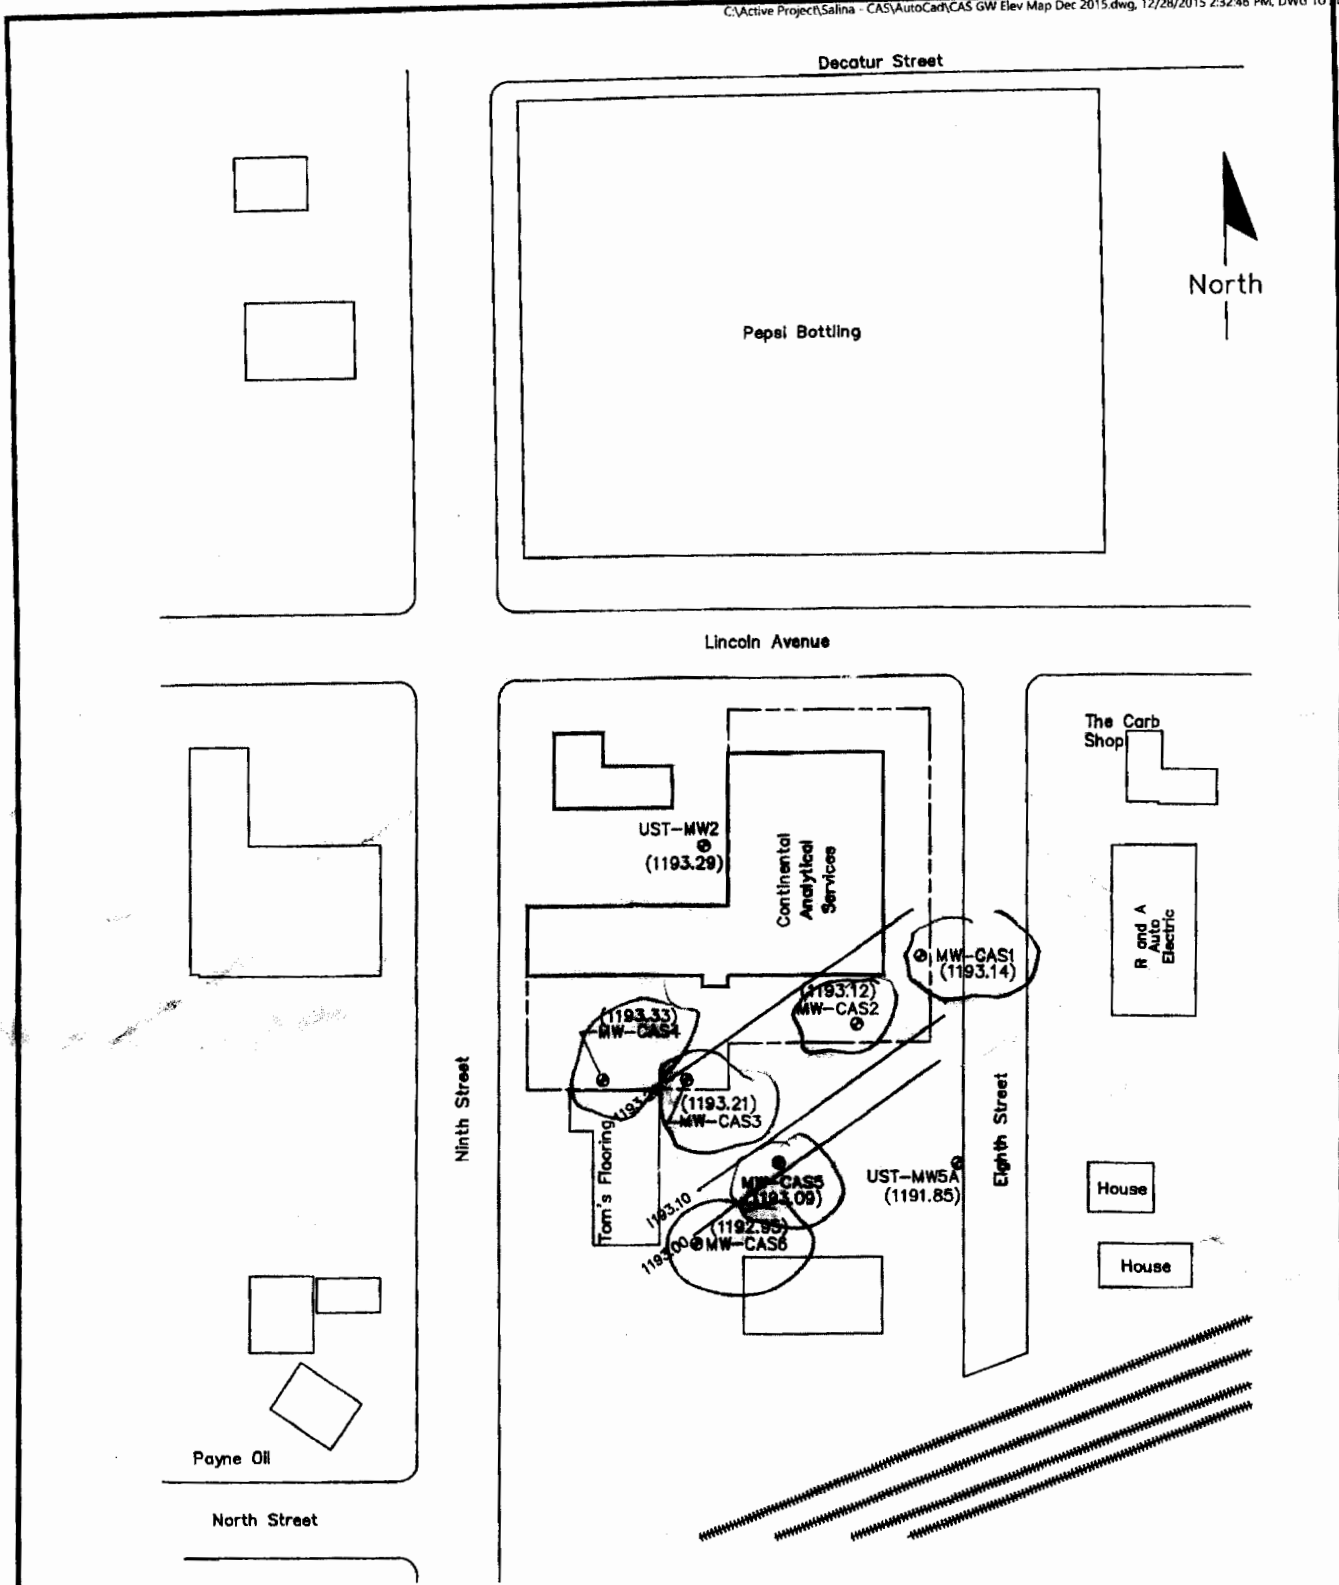 C:\Active Project\Salina - CAS\AutoCad\CAS GW Elev Map Dec 2015.dwg, 12/28/2015 2:32:46 PM, DWG To
Decatur Street
North
Pepsi Bottling
Lincoln Avenue
The Carb
Shop
UST-MW2
(1193.29)
Continental
Analytical
Services
R and A
Auto
Electric
MW-CAS1
(1193.14)
(1193.12)
MW-CAS2
(1193.33)
MW-CAS4
(1193.21)
MW-CAS3
Ninth Street
Eighth Street
Tom's Flooring
MW-CAS5
(1193.09)
UST-MW5A
(1191.85)
1193.10
(1192.95)
MW-CAS6
1193.00
House
House
Payne Oil
North Street